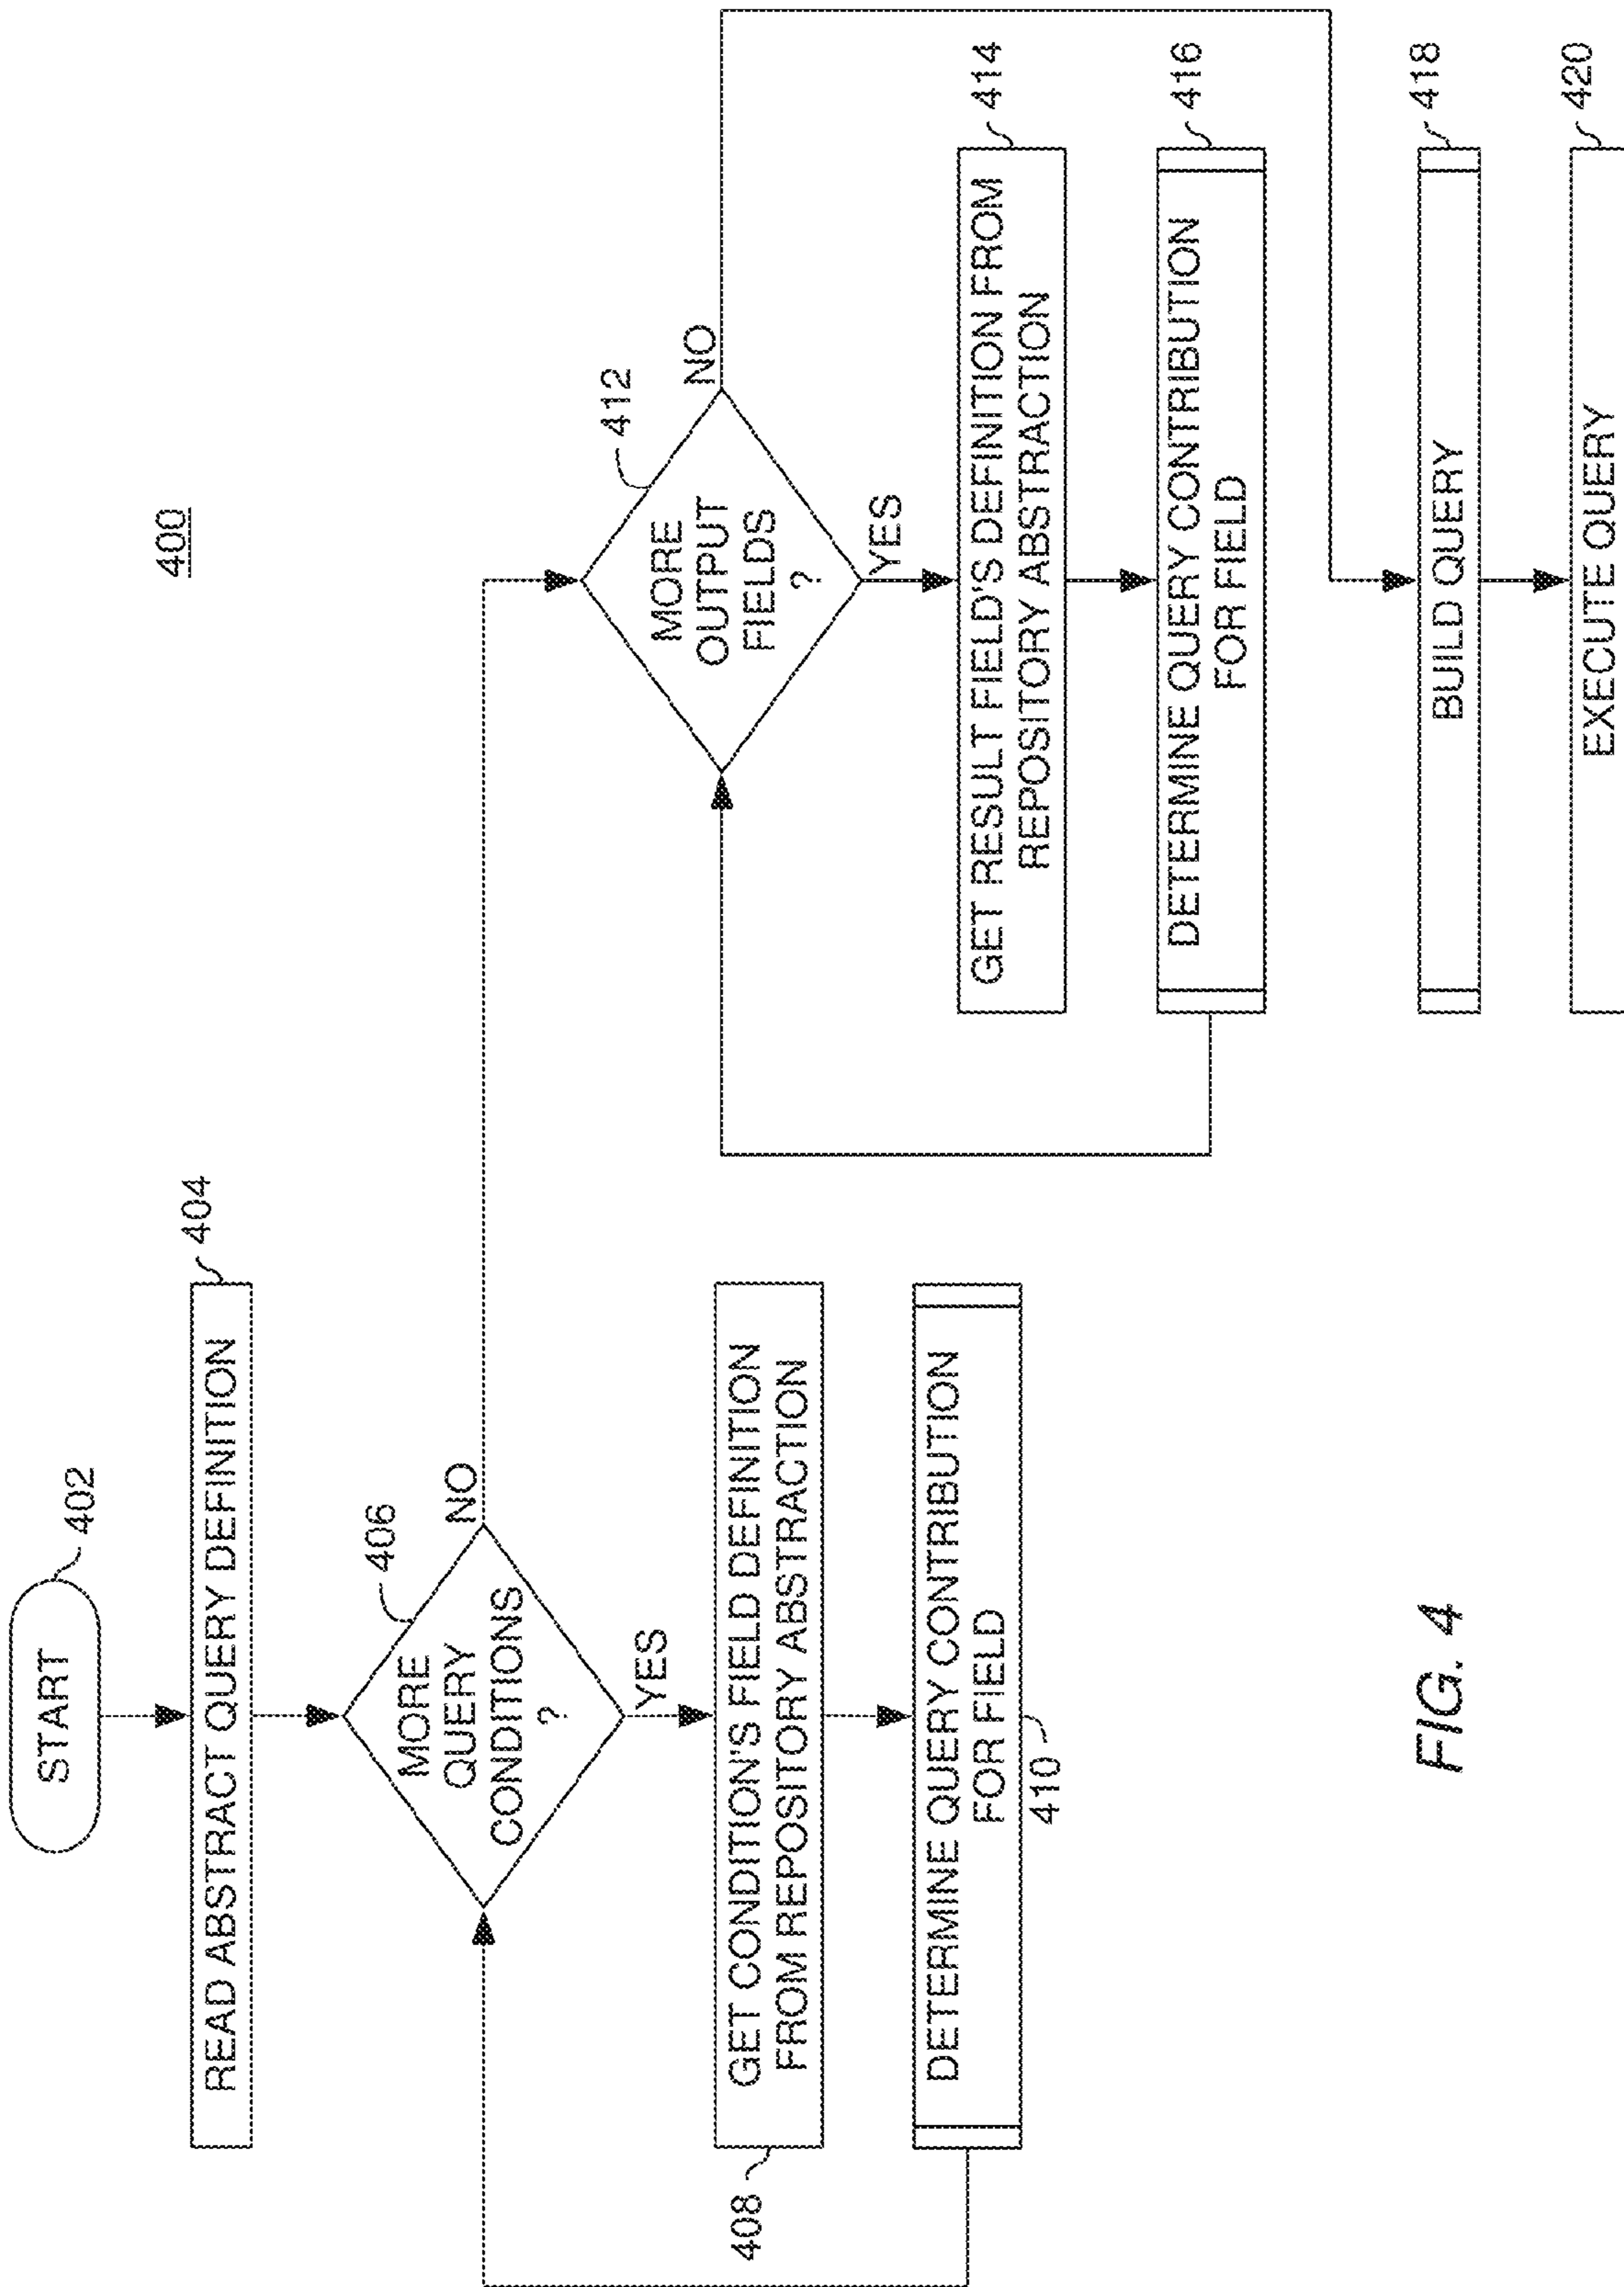 400
START
402
READ ABSTRACT QUERY DEFINITION
404
MORE
QUERY
CONDITIONS
?
406
NO
YES
GET CONDITION'S FIELD DEFINITION
FROM REPOSITORY ABSTRACTION
408
DETERMINE QUERY CONTRIBUTION
FOR FIELD
410
MORE
OUTPUT
FIELDS
?
412
NO
YES
GET RESULT FIELD'S DEFINITION FROM
REPOSITORY ABSTRACTION
414
DETERMINE QUERY CONTRIBUTION
FOR FIELD
416
BUILD QUERY
418
EXECUTE QUERY
420
FIG. 4